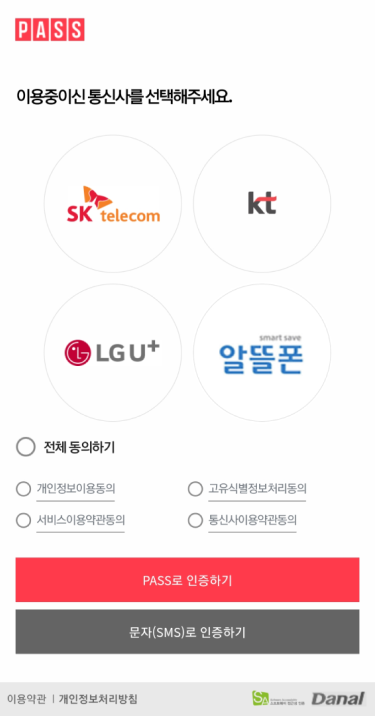 PASS
이용중이신 통신사를 선택해주세요.
SK telecom
kt
LG U+
smart save
알뜰폰
전체 동의하기
개인정보이용동의
고유식별정보처리동의
서비스이용약관동의
통신사이용약관동의
PASS로 인증하기
문자(SMS)로 인증하기
이용약관 | 개인정보처리방침
Danal